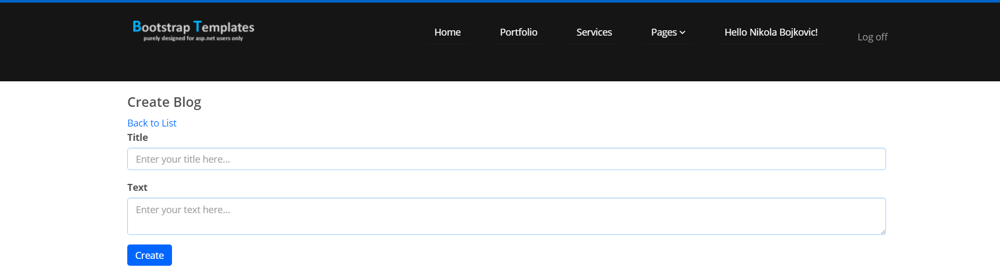 Bootstrap Templates
purely designed for asp.net users only
Home Portfolio Services Pages Hello Nikola Bojkovic! Log off
Create Blog
Back to List
Title
Enter your title here...
Text
Enter your text here...
Create